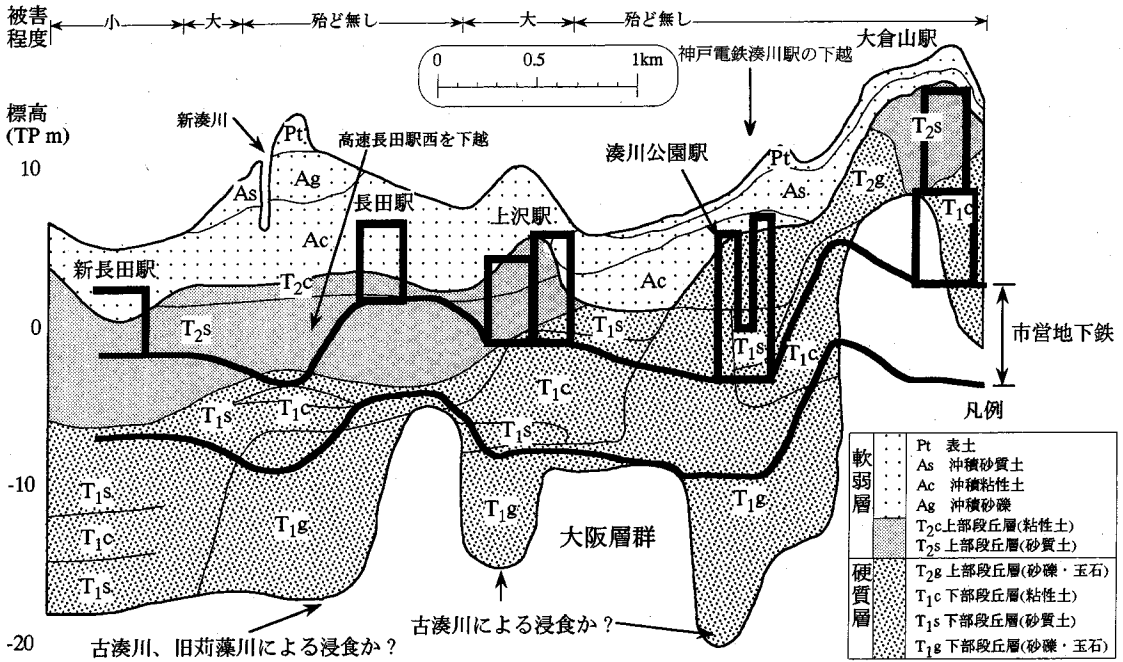 被害
程度
小
大
殆ど無し
大
殆ど無し
大倉山駅
神戸電鉄湊川駅の下越
0 0.5 1km
標高
(TP m)
新湊川
高速長田駅西を下越
湊川公園駅
10
Pt
As
Ag
長田駅
上沢駅
Ac
Pt
As
T2g
T2s
T1c
新長田駅
T2c
Ac
0
T2s
T1s
T1s
T1c
市営地下鉄
T1s
T1c
T1c
T1s
凡例
-10
T1s
T1c
T1s
T1g
T1g
T1g
大阪層群
軟弱層
Pt 表土
As 沖積砂質土
Ac 沖積粘性土
Ag 沖積砂礫
T2c上部段丘層(粘性土)
T2s 上部段丘層(砂質土)
硬質層
T2g 上部段丘層(砂礫・玉石)
T1c 下部段丘層(粘性土)
T1s 下部段丘層(砂質土)
T1g 下部段丘層(砂礫・玉石)
-20
古湊川、旧苅藻川による浸食か？
古湊川による浸食か？